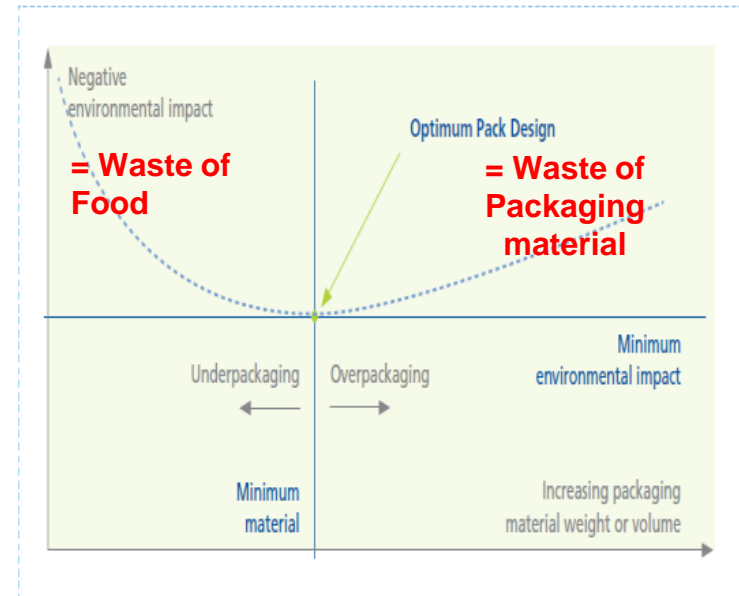 Negative
environmental impact
Optimum Pack Design
= Waste of
Food
= Waste of
Packaging
material
Minimum
environmental impact
Underpackaging
Overpackaging
Minimum
material
Increasing packaging
material weight or volume